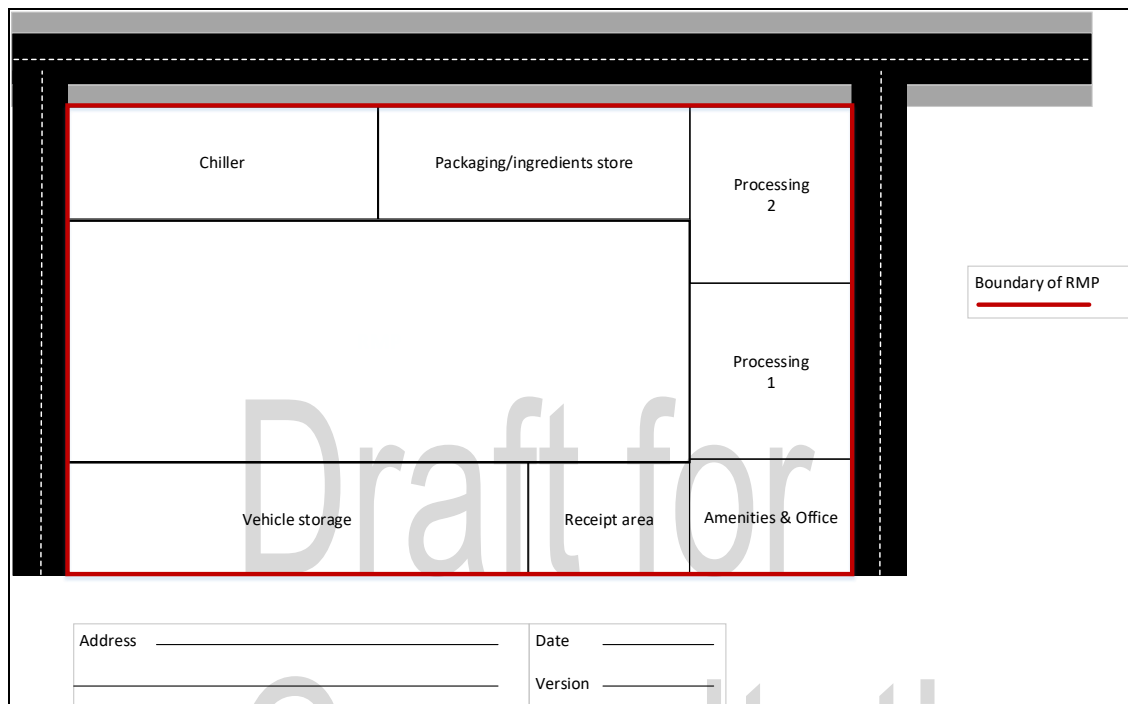 Chiller
Packaging/ingredients store
Processing
2
Boundary of RMP
Processing
1
Draft for
Vehicle storage
Receipt area
Amenities & Office
Address
Date
Version